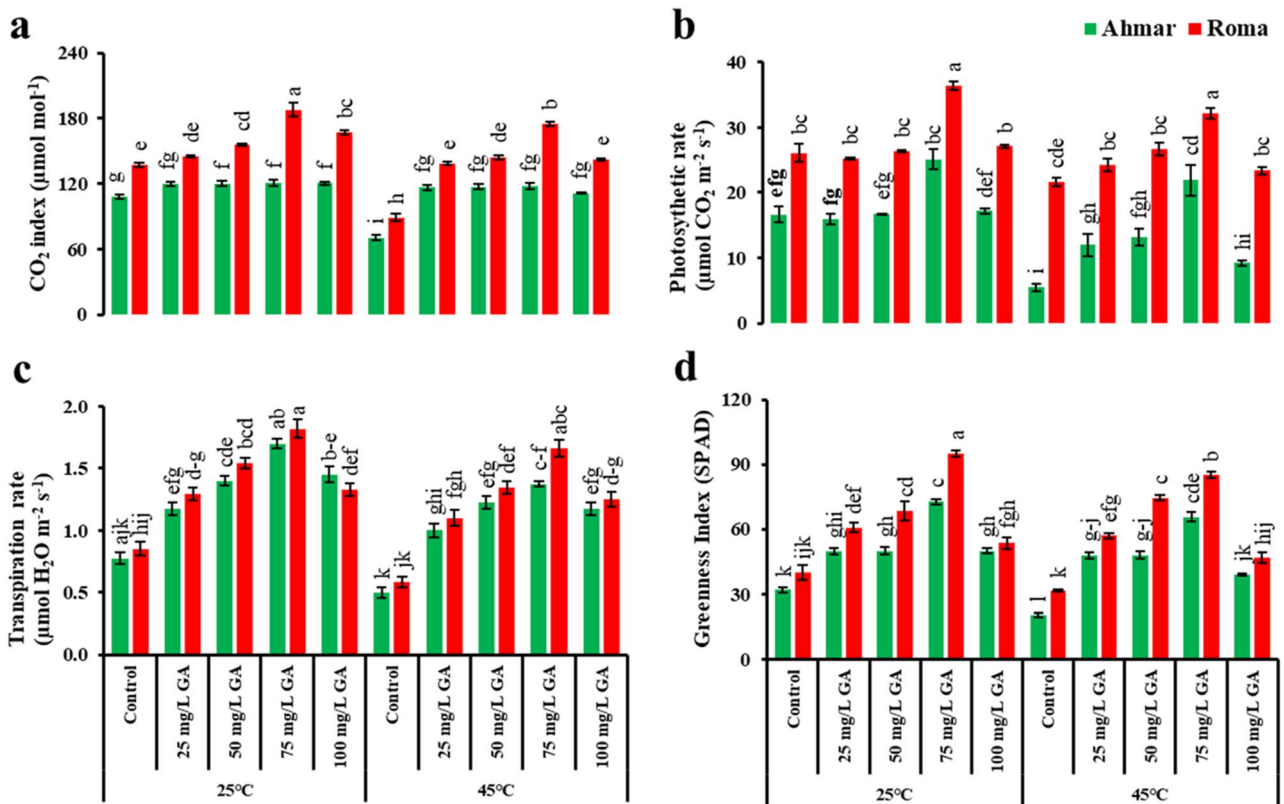 a
CO₂ index (µmol mol⁻¹)
240
180
120
60
0
g e fg de f cd f a f bc i h fg e fg de fg b fg e
b
Ahmar Roma
Photosythetic rate
(µmol CO₂ m⁻² s⁻¹)
40
30
20
10
0
efg bc fg bc efg bc bc a def b i cde gh bc fgh bc cd a hi bc
c
Transpiration rate
(µmol H₂O m⁻² s⁻¹)
2.0
1.5
1.0
0.5
0.0
ajk hij efg d-g cde bcd ab a b-e def k jk ghi fgh efg def c-f abc efg d-g
Control 25 mg/L GA 50 mg/L GA 75 mg/L GA 100 mg/L GA Control 25 mg/L GA 50 mg/L GA 75 mg/L GA 100 mg/L GA
25°C 45°C
d
Greenness Index (SPAD)
120
90
60
30
0
k ijk ghi def gh cd c a gh fgh l k g-j efg g-j c cde b jk hij
Control 25 mg/L GA 50 mg/L GA 75 mg/L GA 100 mg/L GA Control 25 mg/L GA 50 mg/L GA 75 mg/L GA 100 mg/L GA
25°C 45°C